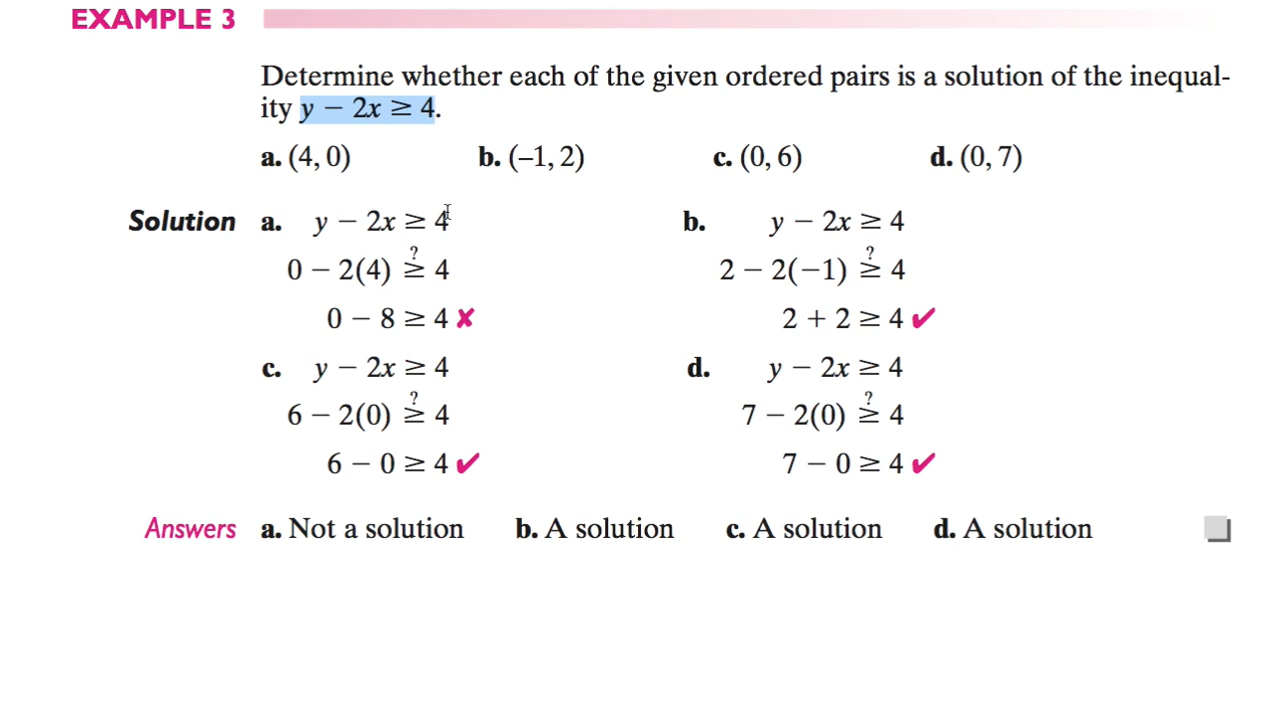 EXAMPLE 3
Determine whether each of the given ordered pairs is a solution of the inequal-
ity y − 2x ≥ 4.
a. (4, 0) b. (–1, 2) c. (0, 6) d. (0, 7)
Solution a. y − 2x ≥ 4 b. y − 2x ≥ 4
?
0 − 2(4) ≥ 4
?
2 − 2(−1) ≥ 4
0 − 8 ≥ 4 ✘ 2 + 2 ≥ 4 ✔
c. y − 2x ≥ 4 d. y − 2x ≥ 4
?
6 − 2(0) ≥ 4
?
7 − 2(0) ≥ 4
6 − 0 ≥ 4 ✔ 7 − 0 ≥ 4 ✔
Answers a. Not a solution b. A solution c. A solution d. A solution